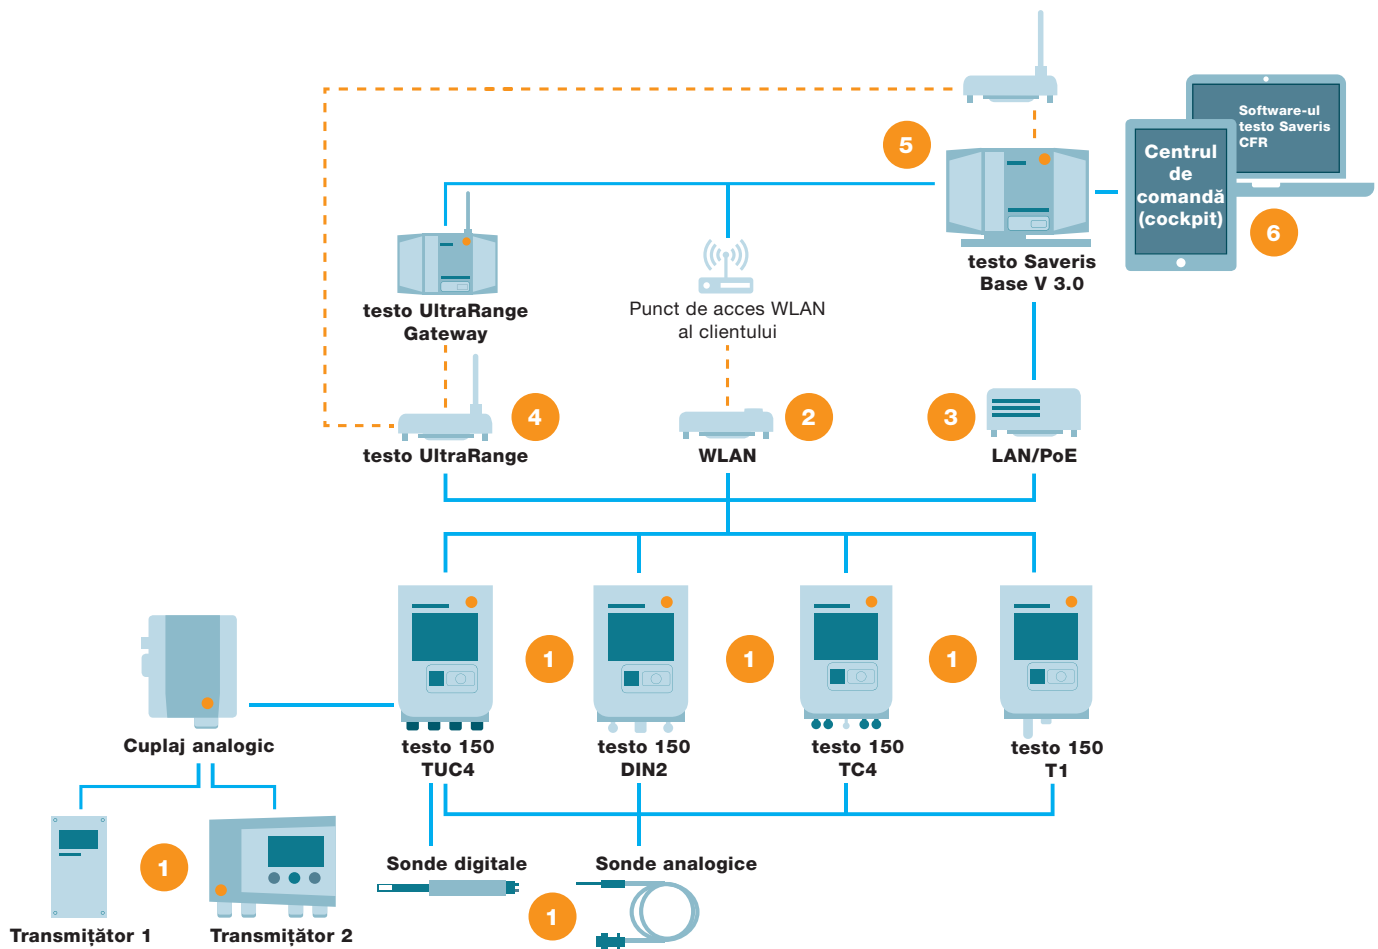 Software-ul
testo Saveris
CFR
5
Centrul
de
comandă
(cockpit)
6
testo Saveris
Base V 3.0
testo UltraRange
Gateway
Punct de acces WLAN
al clientului
4
2
3
testo UltraRange
WLAN
LAN/PoE
1
1
1
Cuplaj analogic
testo 150
TUC4
testo 150
DIN2
testo 150
TC4
testo 150
T1
1
Sonde digitale
Sonde analogice
1
Transmițător 1
Transmițător 2